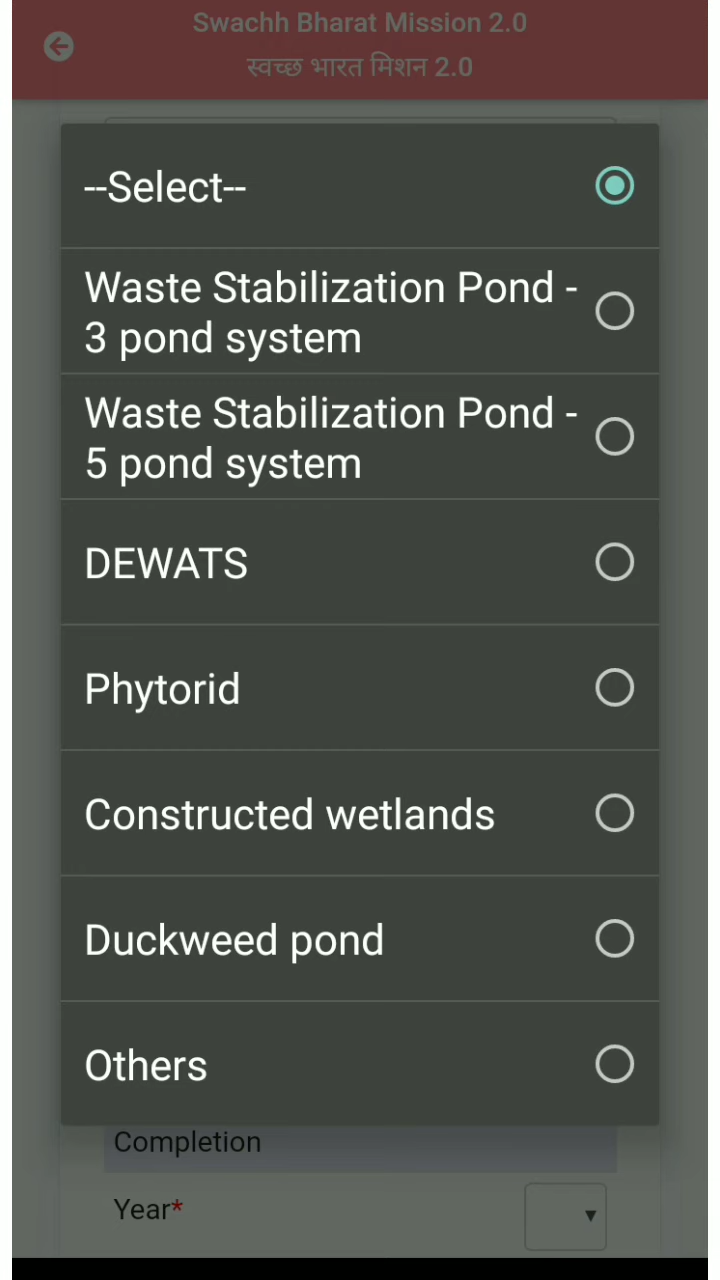 Swachh Bharat Mission 2.0
स्वच्छ भारत मिशन 2.0
--Select--
Waste Stabilization Pond -
3 pond system
Waste Stabilization Pond -
5 pond system
DEWATS
Phytorid
Constructed wetlands
Duckweed pond
Others
Completion
Year*